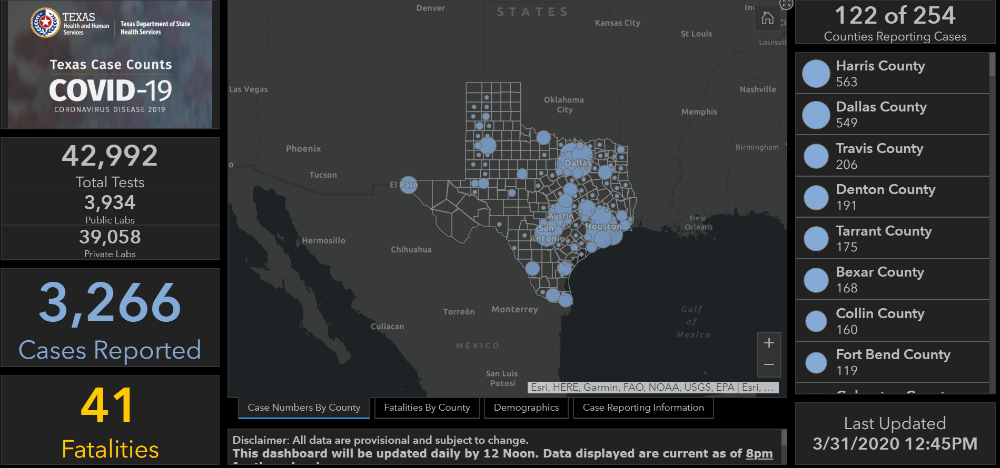 TEXAS
Health and Human
Services
Texas Department of State
Health Services
Texas Case Counts
COVID-19
CORONAVIRUS DISEASE 2019
42,992
Total Tests
3,934
Public Labs
39,058
Private Labs
3,266
Cases Reported
41
Fatalities
STATES
Denver
Kansas City
St Louis
Louisvil
Las Vegas
Oklahoma
City
Nashville
Memphis
Phoenix
Birmingham
Tucson
Dallas
El Paso
Austin
San
Antonio
Houston
New
Orleans
Hermosillo
Chihuahua
Torreón
Monterrey
Culiacan
MÉXICO
San Luis
Potosi
Gulf
of
Mexico
+
−
Esri, HERE, Garmin, FAO, NOAA, USGS, EPA | Esri, ...
Case Numbers By County
Fatalities By County
Demographics
Case Reporting Information
Disclaimer: All data are provisional and subject to change.
This dashboard will be updated daily by 12 Noon. Data displayed are current as of 8pm
122 of 254
Counties Reporting Cases
Harris County
563
Dallas County
549
Travis County
206
Denton County
191
Tarrant County
175
Bexar County
168
Collin County
160
Fort Bend County
119
Last Updated
3/31/2020 12:45PM